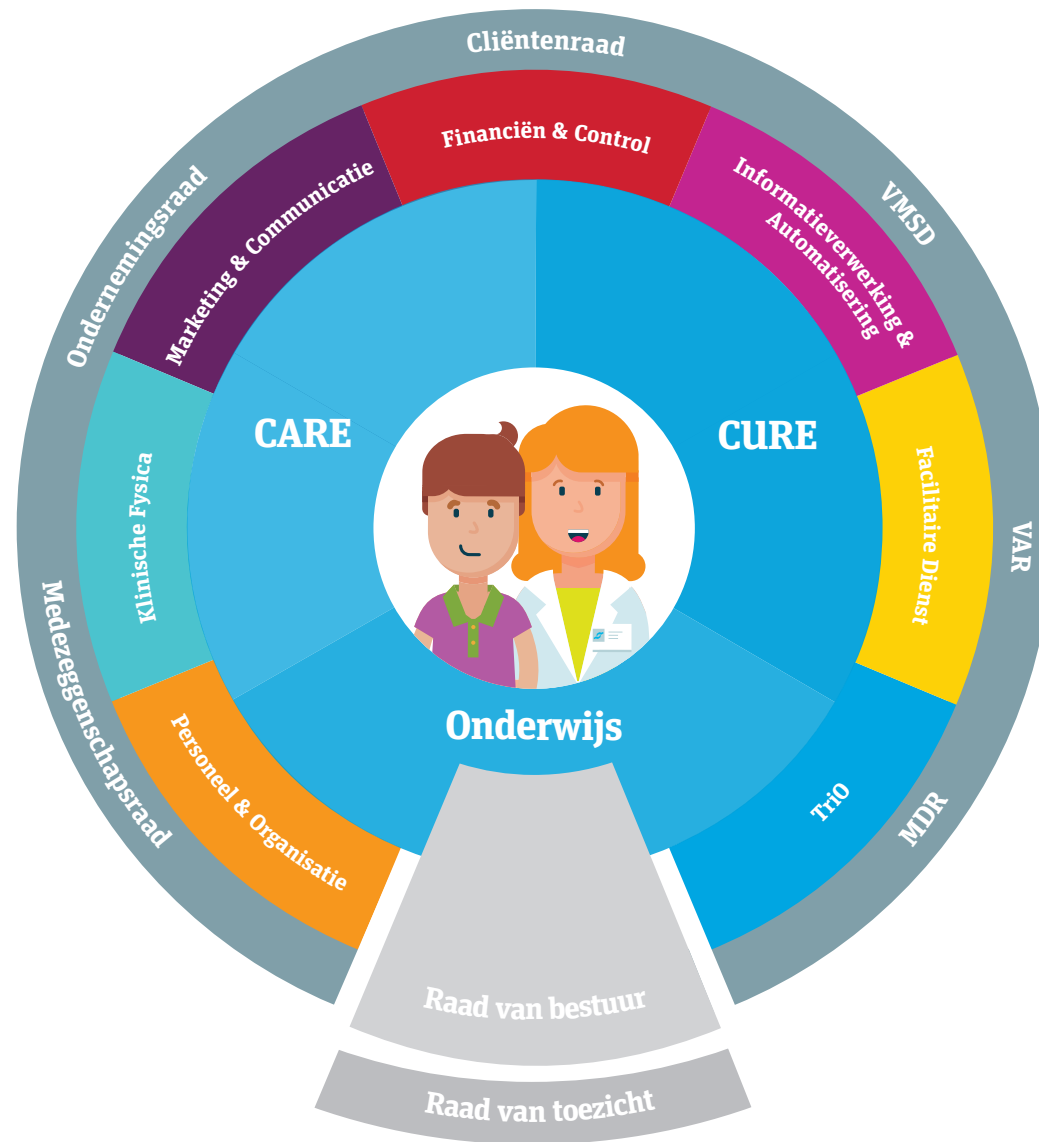 Cliëntenraad
Financiën & Control
Marketing & Communicatie
Informatieverwerking &
Automatisering
Ondernemingsraad
VMSD
CARE
CURE
Klinische Fysica
Facilitaire Dienst
VAR
Medezeggenschapsraad
Onderwijs
Personeel & Organisatie
TriO
MDR
Raad van bestuur
Raad van toezicht